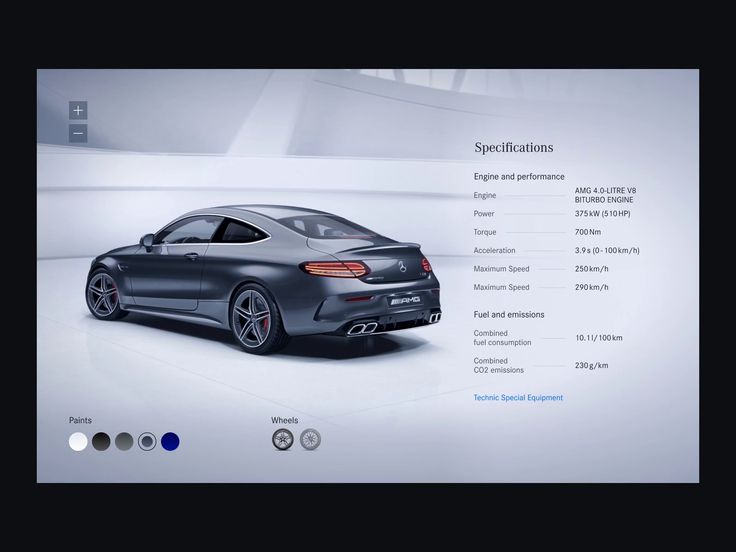 +
−
Specifications
Engine and performance
Engine
AMG 4.0-LITRE V8
BITURBO ENGINE
Power
375 kW (510 HP)
Torque
700 Nm
Acceleration
3.9 s (0-100 km/h)
Maximum Speed
250 km/h
Maximum Speed
290 km/h
Fuel and emissions
Combined
fuel consumption
10.1 l/100 km
Combined
CO2 emissions
230 g/km
Technic Special Equipment
AMG
Paints
Wheels